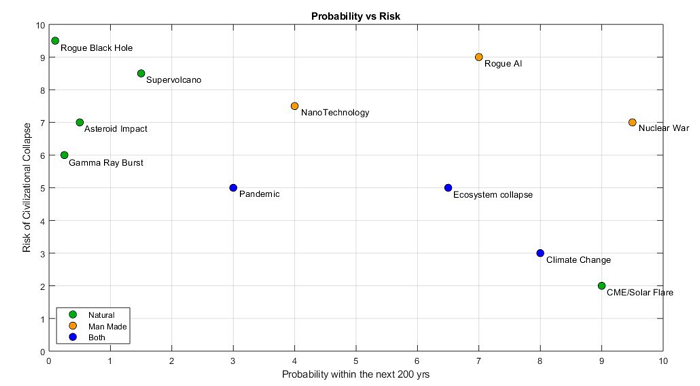 Probability vs Risk
10
9
8
7
6
5
4
3
2
1
0
Risk of Civilizational Collapse
Rogue Black Hole
Supervolcano
Asteroid Impact
Gamma Ray Burst
NanoTechnology
Rogue AI
Nuclear War
Pandemic
Ecosystem collapse
Climate Change
CME/Solar Flare
Natural
Man Made
Both
0 1 2 3 4 5 6 7 8 9 10
Probability within the next 200 yrs